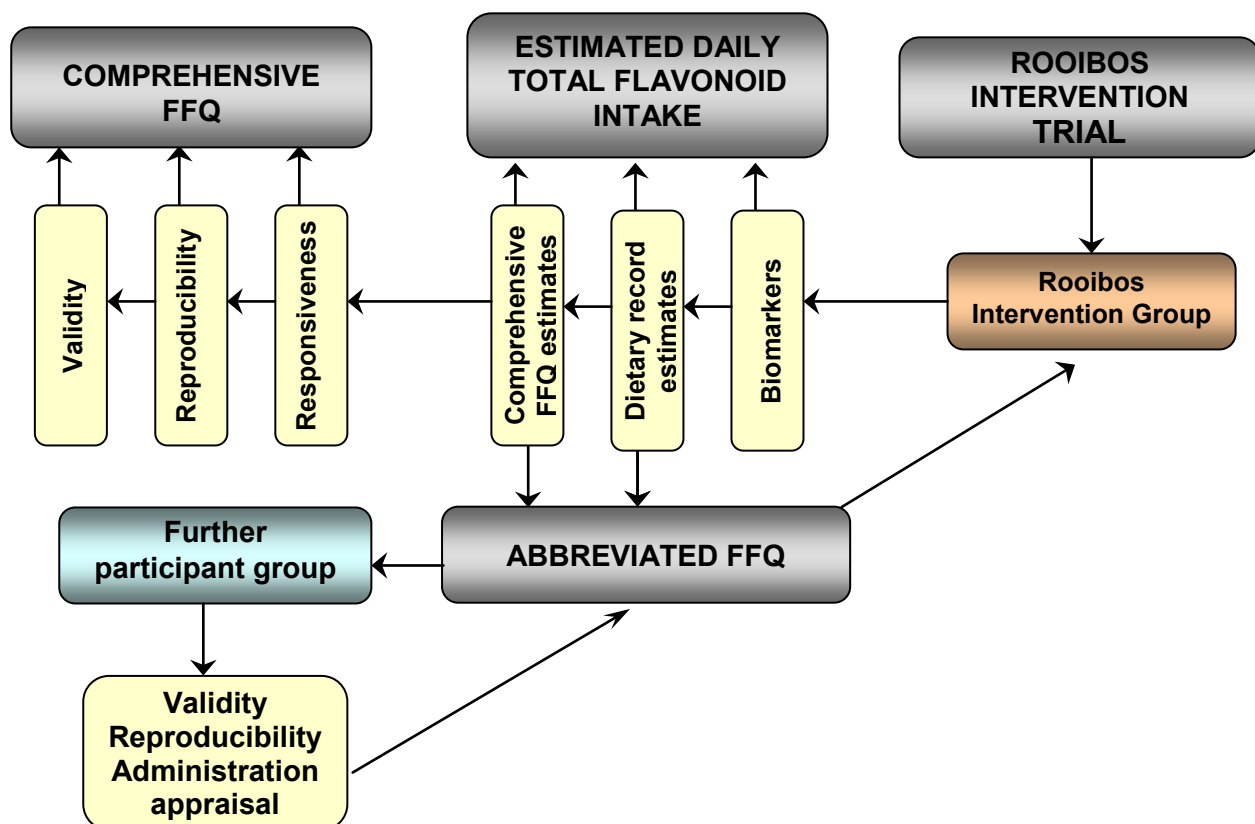 COMPREHENSIVE
FFQ
ESTIMATED DAILY
TOTAL FLAVONOID
INTAKE
ROOIBOS
INTERVENTION
TRIAL
Validity
Reproducibility
Responsiveness
Comprehensive
FFQ estimates
Dietary record
estimates
Biomarkers
Rooibos
Intervention Group
Further
participant group
ABBREVIATED FFQ
Validity
Reproducibility
Administration
appraisal